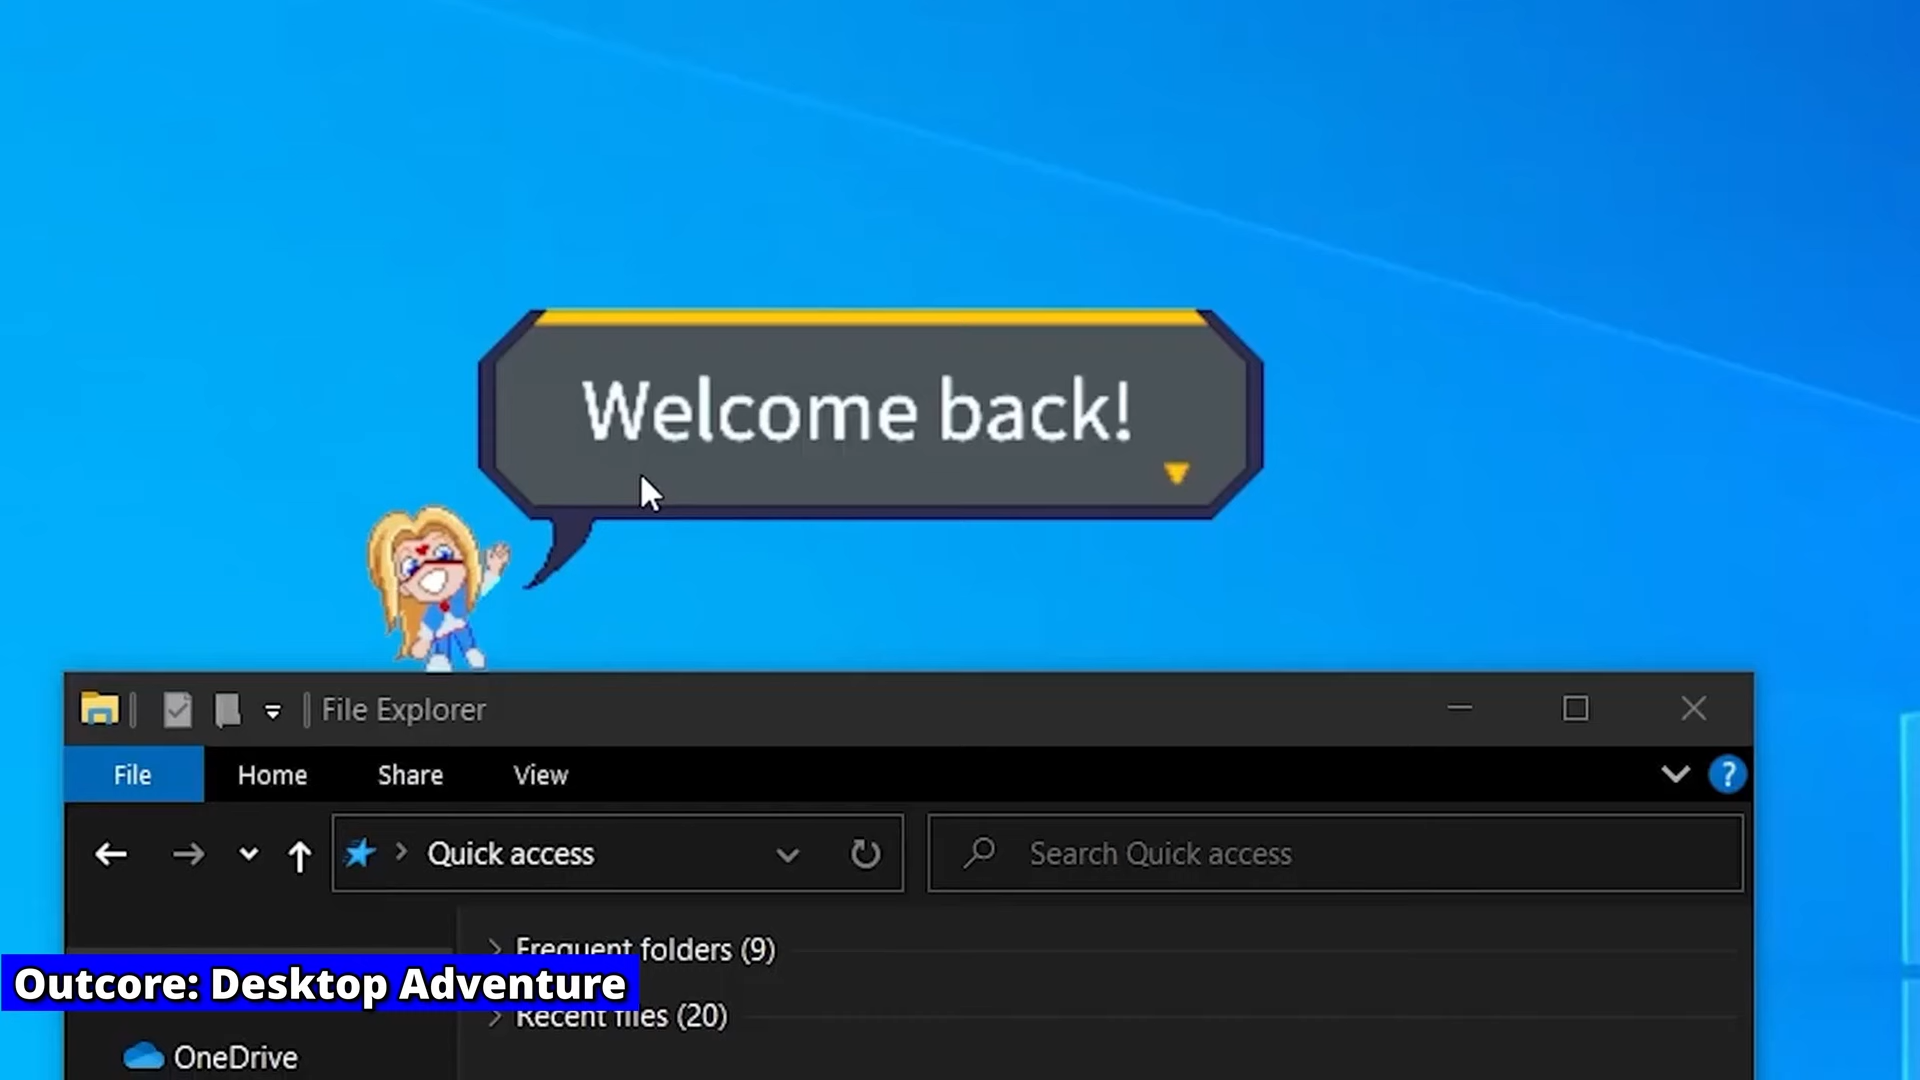 Welcome back!
File Explorer
File Home Share View
?
Quick access
Search Quick access
Frequent folders (9)
Outcore: Desktop Adventure
Recent files (20)
OneDrive